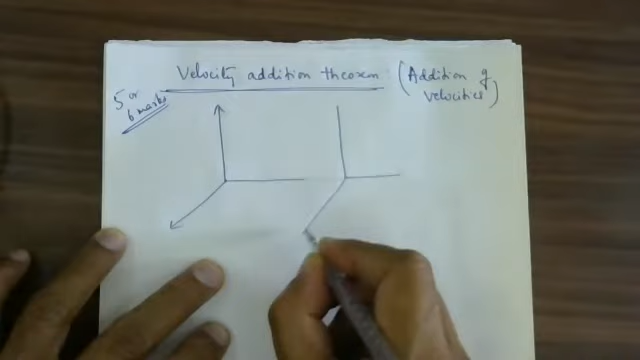 Velocity addition theorem (Addition of
velocities)
5 or
6 marks